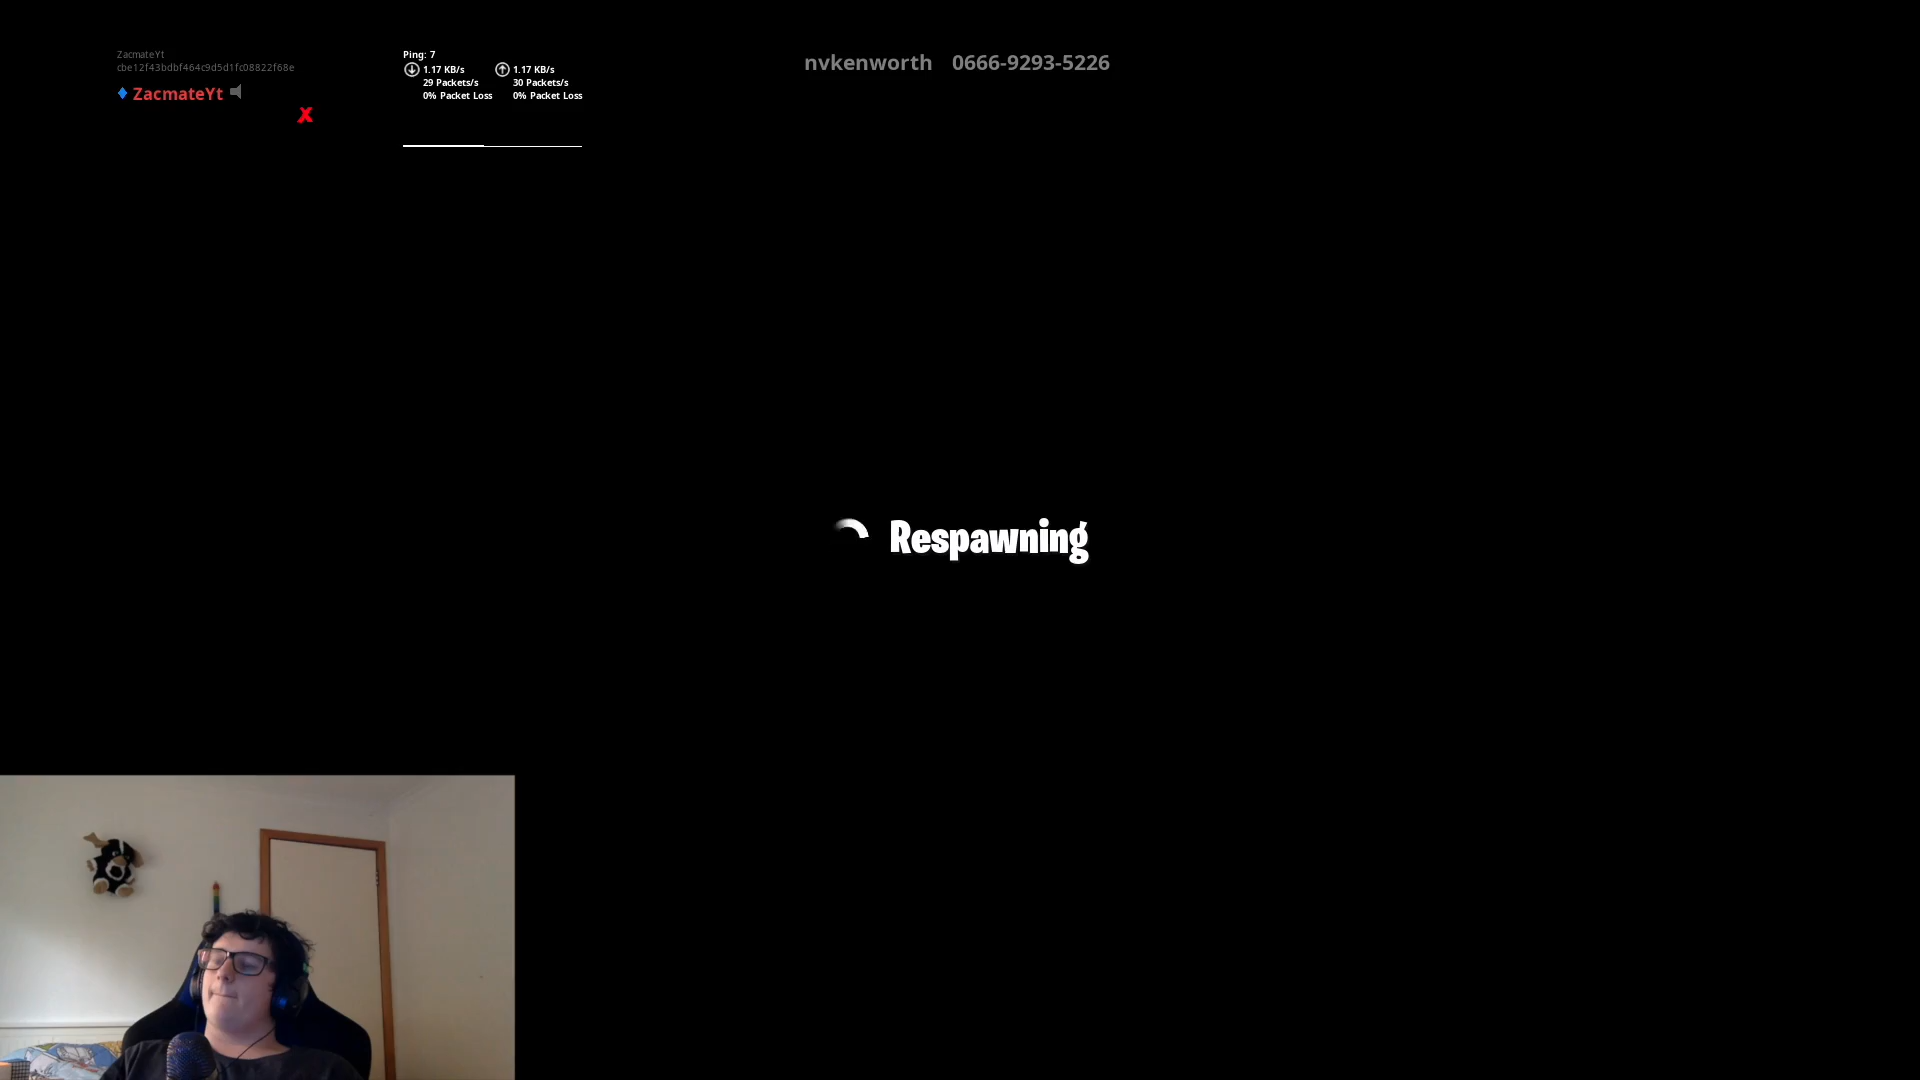 ZacmateYt
cbe12f43bdbf464c9d5d1fc08822f68e
ZacmateYt
X
Ping: 7
1.17 KB/s
29 Packets/s
0% Packet Loss
1.17 KB/s
30 Packets/s
0% Packet Loss
nvkenworth 0666-9293-5226
Respawning